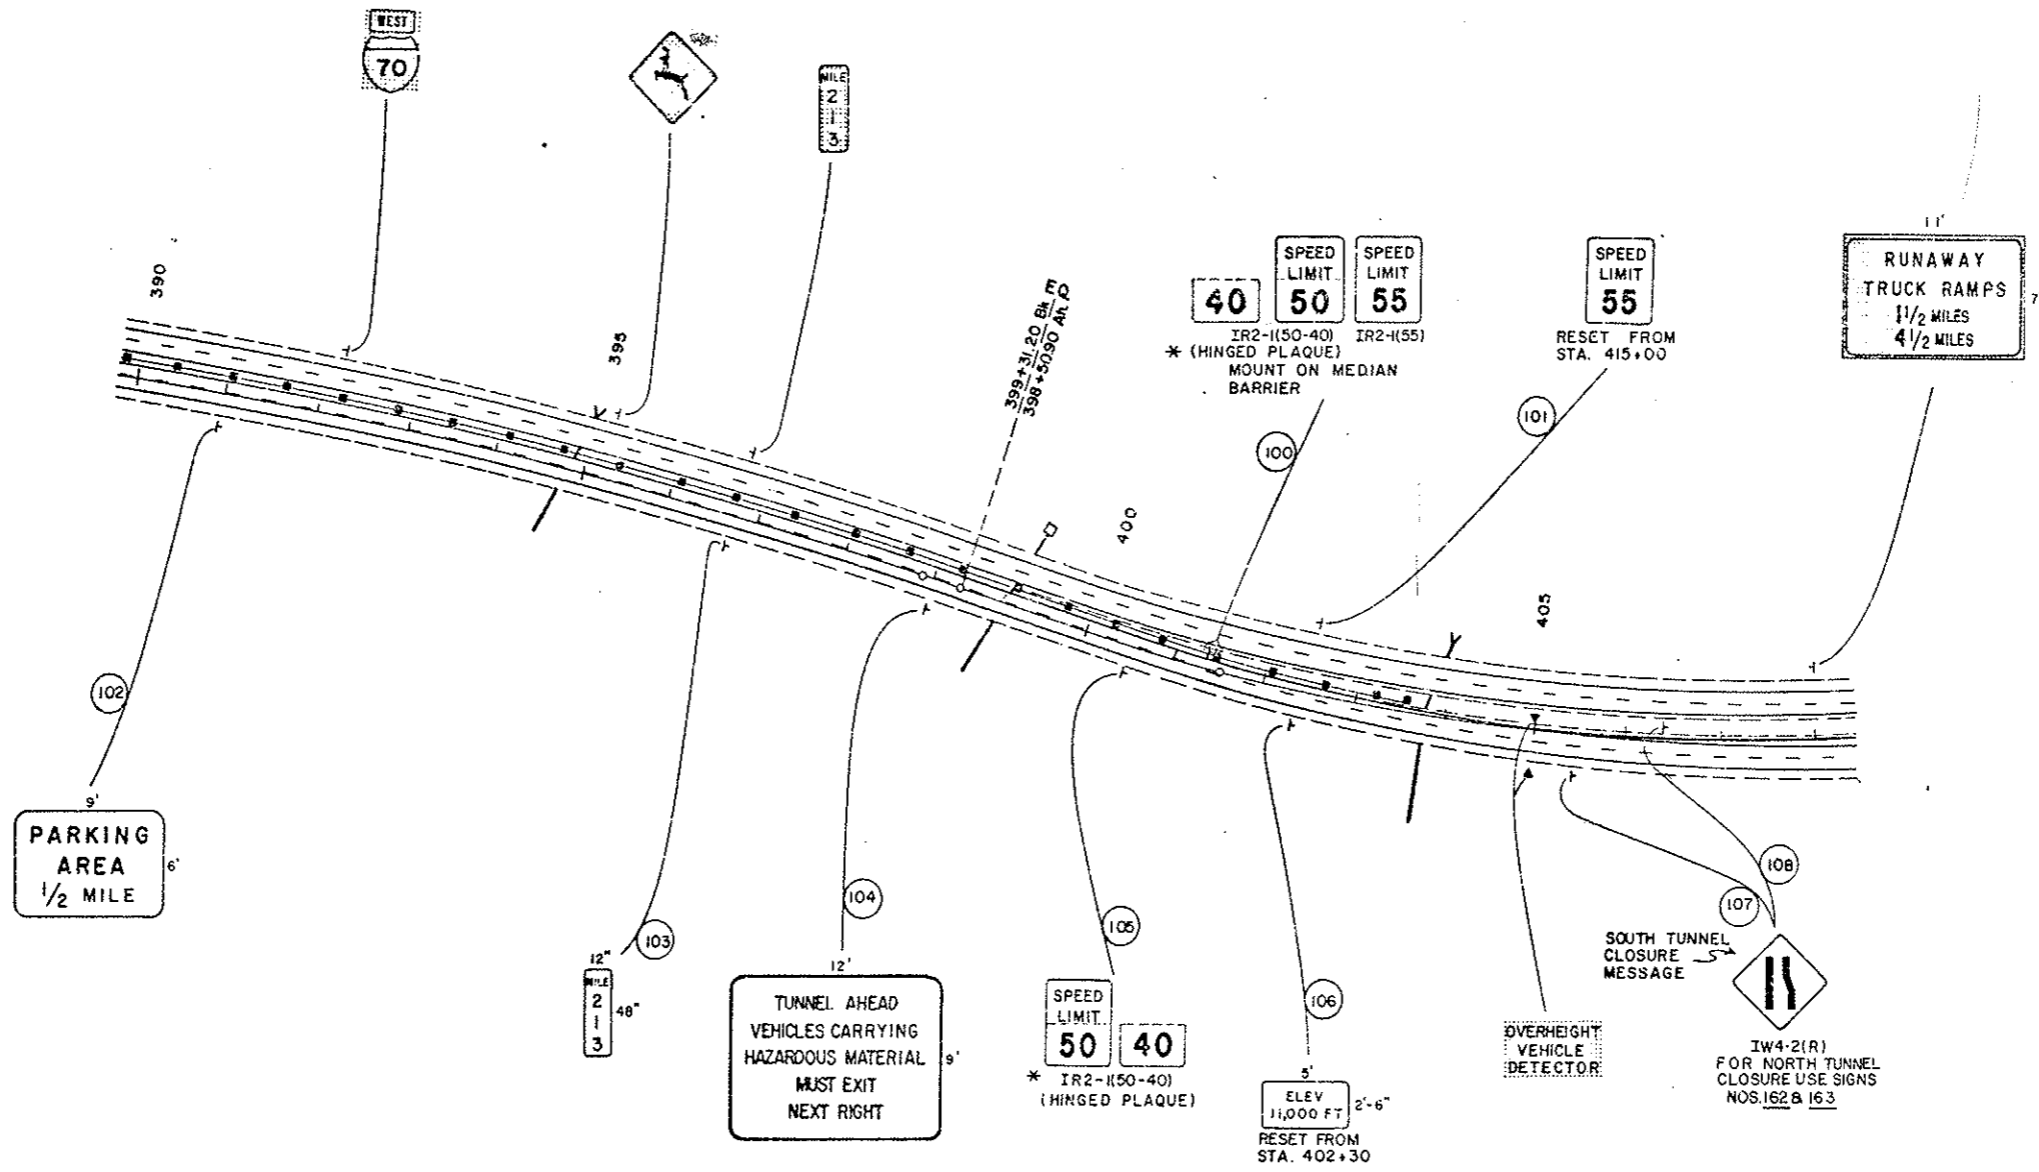 WEST
70
MILE
2
1
3
390
395
399+31.20 Bk
398+50.90 Ah.
400
405
40
SPEED
LIMIT
50
SPEED
LIMIT
55
IR2-1(50-40)
IR2-1(55)
* (HINGED PLAQUE)
MOUNT ON MEDIAN
BARRIER
100
SPEED
LIMIT
55
RESET FROM
STA. 415+00
101
11'
RUNAWAY
TRUCK RAMPS
1 1/2 MILES
4 1/2 MILES
7
102
9'
PARKING
AREA
1/2 MILE
6'
103
12"
MILE
2
1
3
48"
104
12'
TUNNEL AHEAD
VEHICLES CARRYING
HAZARDOUS MATERIAL
MUST EXIT
NEXT RIGHT
9'
105
SPEED
LIMIT
50
40
* IR2-1(50-40)
(HINGED PLAQUE)
106
5'
ELEV
11,000 FT
2'-6"
RESET FROM
STA. 402+30
OVERHEIGHT
VEHICLE
DETECTOR
108
107
SOUTH TUNNEL
CLOSURE
MESSAGE
IW4-2(R)
FOR NORTH TUNNEL
CLOSURE USE SIGNS
NOS. 162 & 163